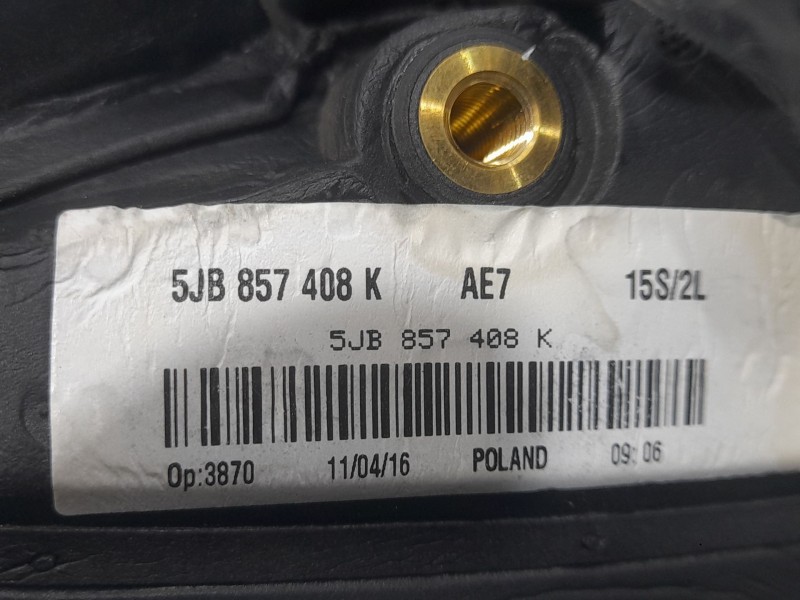 5JB 857 408 K AE7 15S/2L
5JB 857 408 K
Op:3870 11/04/16 POLAND 09:06